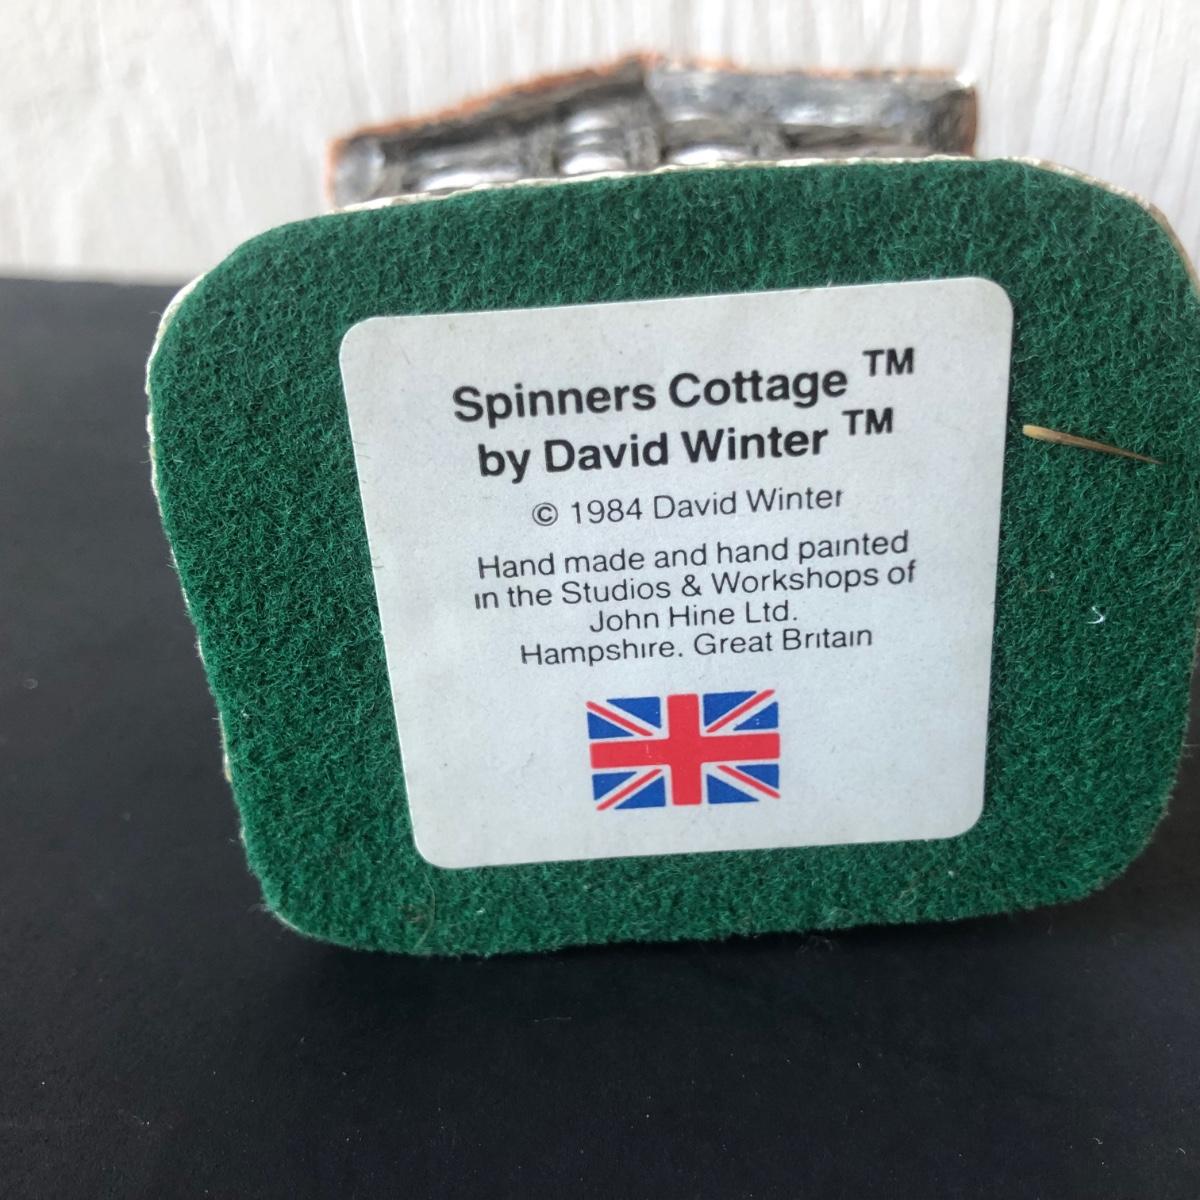 Spinners Cottage ™
by David Winter ™
© 1984 David Winter
Hand made and hand painted
in the Studios & Workshops of
John Hine Ltd.
Hampshire. Great Britain